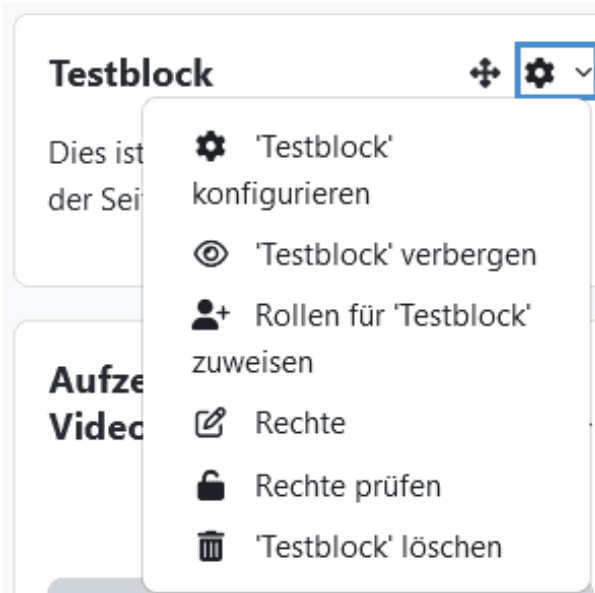 Testblock
Dies ist
der Sei
'Testblock'
konfigurieren
'Testblock' verbergen
Rollen für 'Testblock'
zuweisen
Rechte
Rechte prüfen
'Testblock' löschen
Aufze
Videc